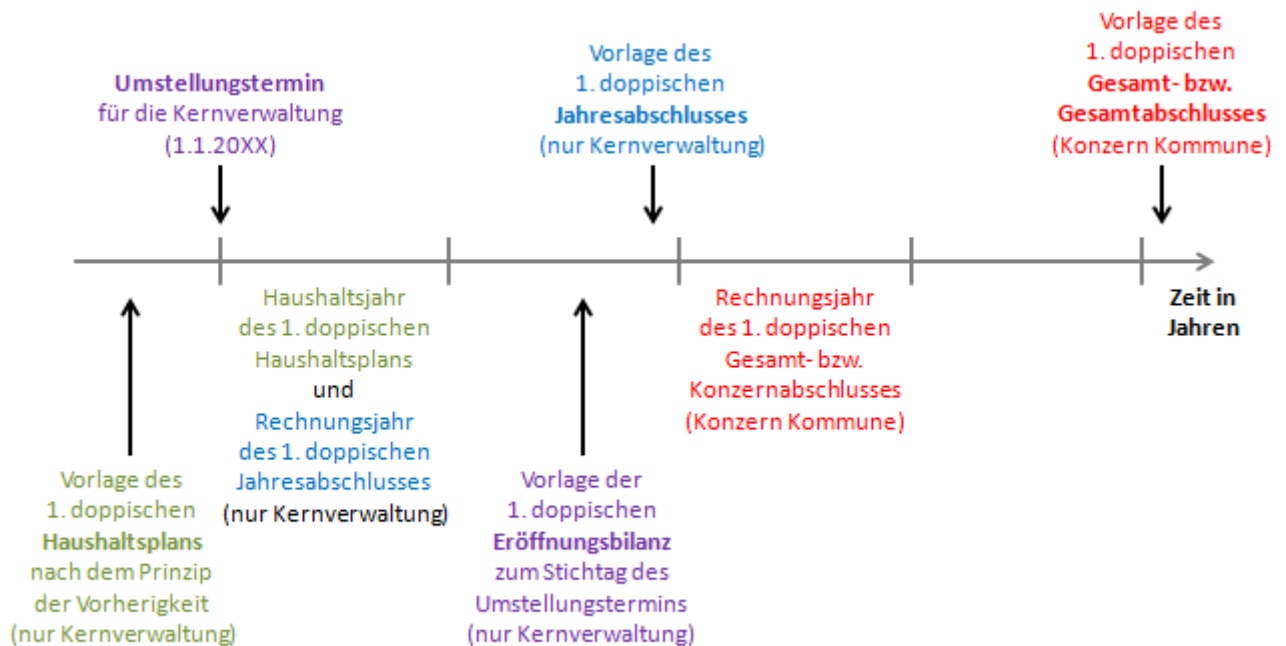 Umstellungstermin
für die Kernverwaltung
(1.1.20XX)
Vorlage des
1. doppischen
Jahresabschlusses
(nur Kernverwaltung)
Vorlage des
1. doppischen
Gesamt- bzw.
Gesamtabschlusses
(Konzern Kommune)
Haushaltsjahr
des 1. doppischen
Haushaltsplans
und
Rechnungsjahr
des 1. doppischen
Jahresabschlusses
(nur Kernverwaltung)
Rechnungsjahr
des 1. doppischen
Gesamt- bzw.
Konzernabschlusses
(Konzern Kommune)
Zeit in
Jahren
Vorlage des
1. doppischen
Haushaltsplans
nach dem Prinzip
der Vorherigkeit
(nur Kernverwaltung)
Vorlage der
1. doppischen
Eröffnungsbilanz
zum Stichtag des
Umstellungstermins
(nur Kernverwaltung)